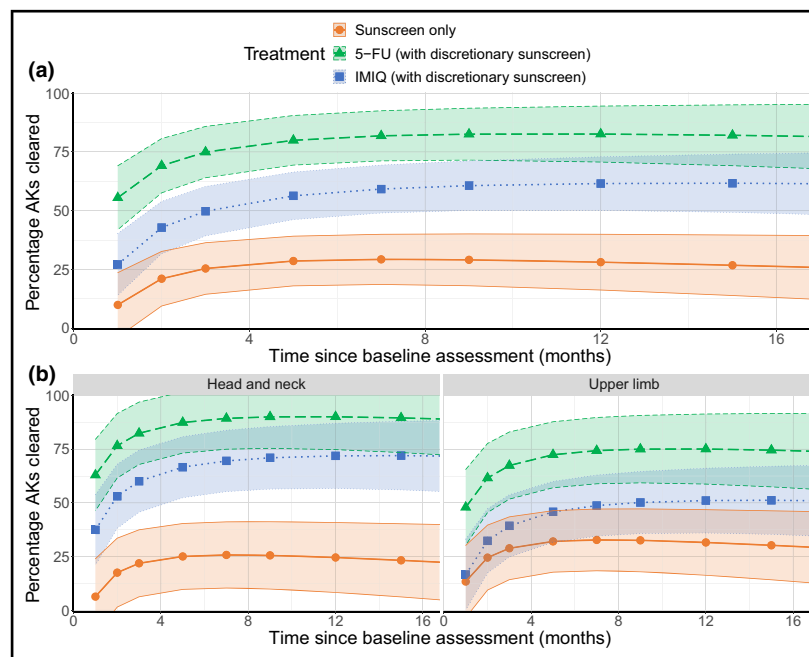 Sunscreen only
Treatment 5−FU (with discretionary sunscreen)
IMIQ (with discretionary sunscreen)
(a)
Percentage AKs cleared
100
75
50
25
0
0 4 8 12 16
Time since baseline assessment (months)
(b)
Head and neck Upper limb
Percentage AKs cleared
100
75
50
25
0
0 4 8 12 16 0 4 8 12 16
Time since baseline assessment (months)